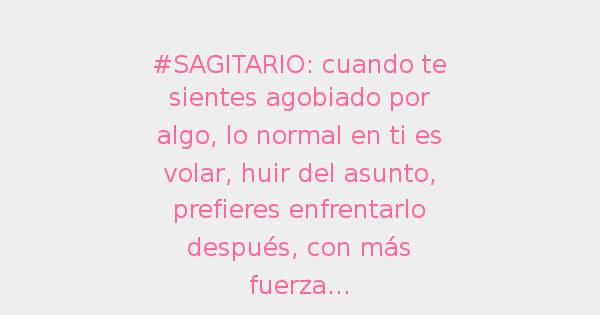 #SAGITARIO: cuando te
sientes agobiado por
algo, lo normal en ti es
volar, huir del asunto,
prefieres enfrentarlo
después, con más
fuerza...